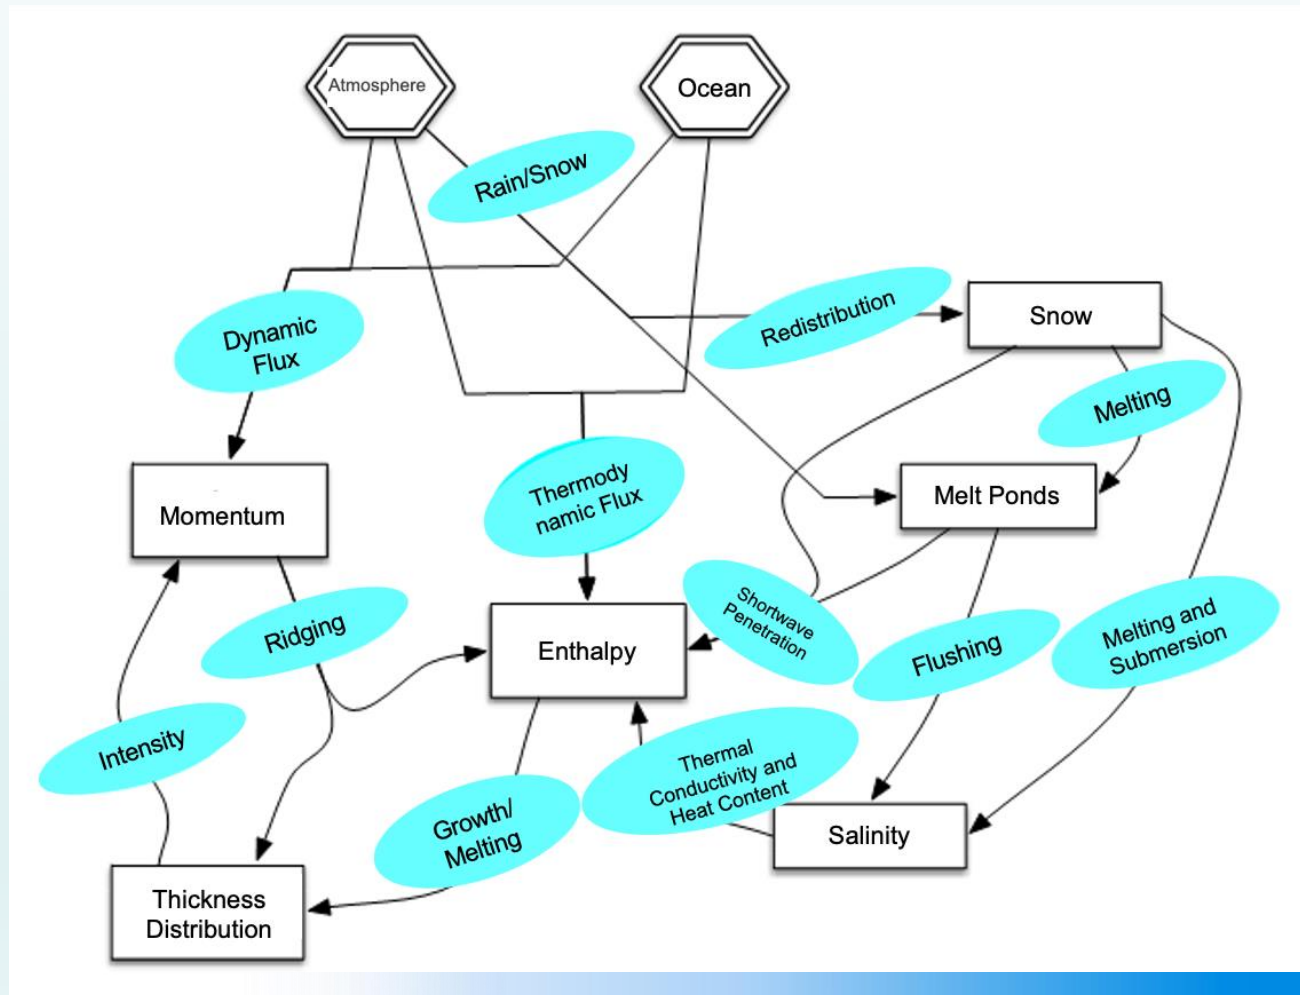 Atmosphere
Ocean
Rain/Snow
Redistribution
Snow
Dynamic
Flux
Melting
Thermody
namic Flux
Melt Ponds
Momentum
Shortwave
Penetration
Ridging
Enthalpy
Flushing
Melting and
Submersion
Intensity
Thermal
Conductivity and
Heat Content
Growth/
Melting
Salinity
Thickness
Distribution